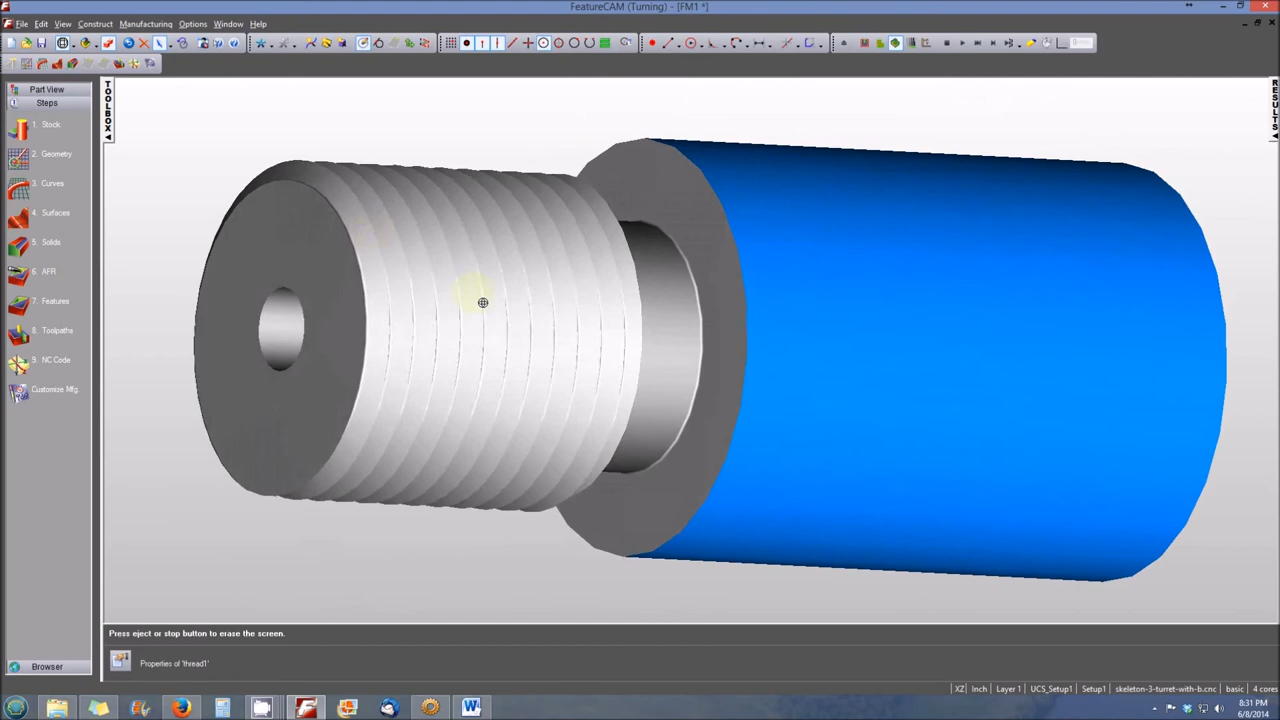 FeatureCAM (Turning) - [FM1 *]
File Edit View Construct Manufacturing Options Window Help
Part View
Steps
1. Stock
2. Geometry
3. Curves
4. Surfaces
5. Solids
6. AFR
7. Features
8. Toolpaths
9. NC Code
Customize Mfg.
Browser
TOOLBOX
RESULTS
Press eject or stop button to erase the screen.
Properties of 'thread1'
XZ Inch Layer 1 UCS_Setup1 Setup1 skeleton-3-turret-with-b.cnc basic 4 cores
8:31 PM
6/8/2014